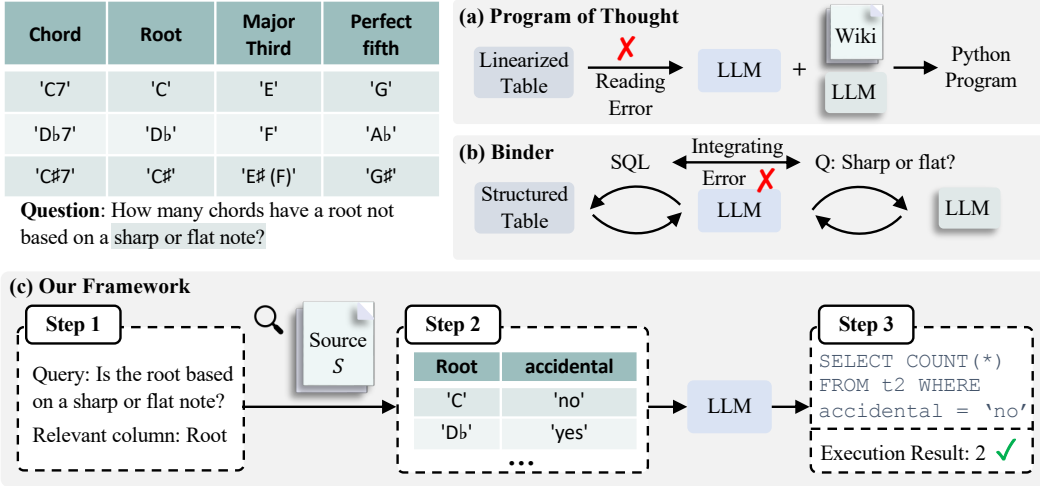 Chord Root Major Third Perfect fifth
'C7' 'C' 'E' 'G'
'D♭7' 'D♭' 'F' 'A♭'
'C♯7' 'C♯' 'E♯ (F)' 'G♯'
Question: How many chords have a root not
based on a sharp or flat note?
(a) Program of Thought
Linearized
Table
Reading
Error
LLM
+
Wiki
LLM
Python
Program
(b) Binder
SQL
Integrating
Error
Q: Sharp or flat?
Structured
Table
LLM
LLM
(c) Our Framework
Step 1
Query: Is the root based
on a sharp or flat note?
Relevant column: Root
Source
S
Step 2
Root accidental
'C' 'no'
'D♭' 'yes'
...
LLM
Step 3
SELECT COUNT(*)
FROM t2 WHERE
accidental = ‘no’
Execution Result: 2